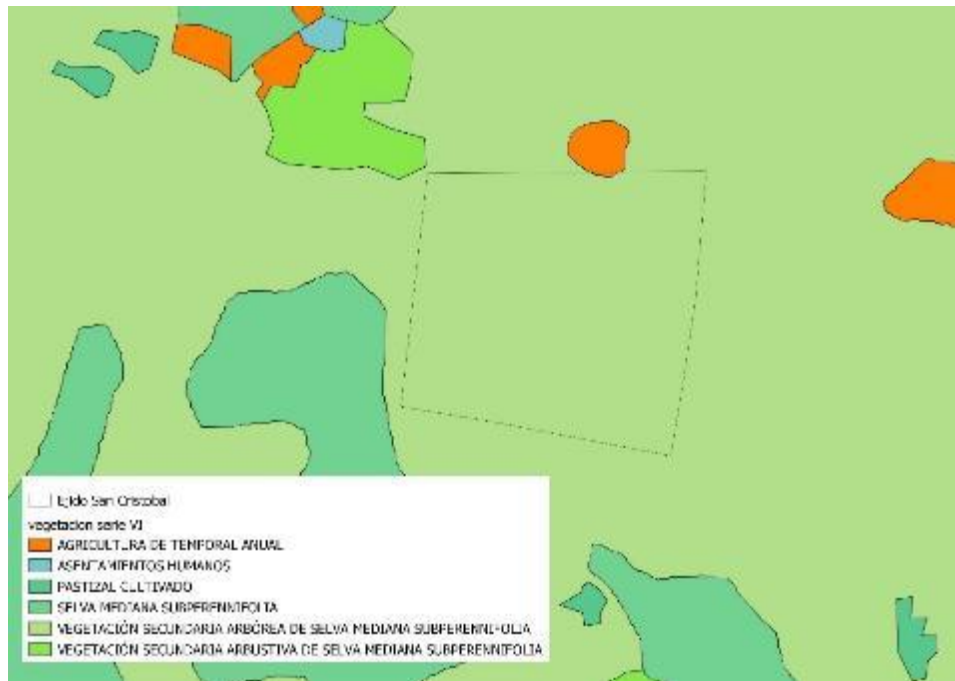 Ejido San Cristobal
vegetacion serie VI
AGRICULTURA DE TEMPORAL ANUAL
ASENTAMIENTOS HUMANOS
PASTIZAL CULTIVADO
SELVA MEDIANA SUBPERENNIFOLIA
VEGETACIÓN SECUNDARIA ARBÓREA DE SELVA MEDIANA SUBPERENNIFOLIA
VEGETACIÓN SECUNDARIA ARBUSTIVA DE SELVA MEDIANA SUBPERENNIFOLIA